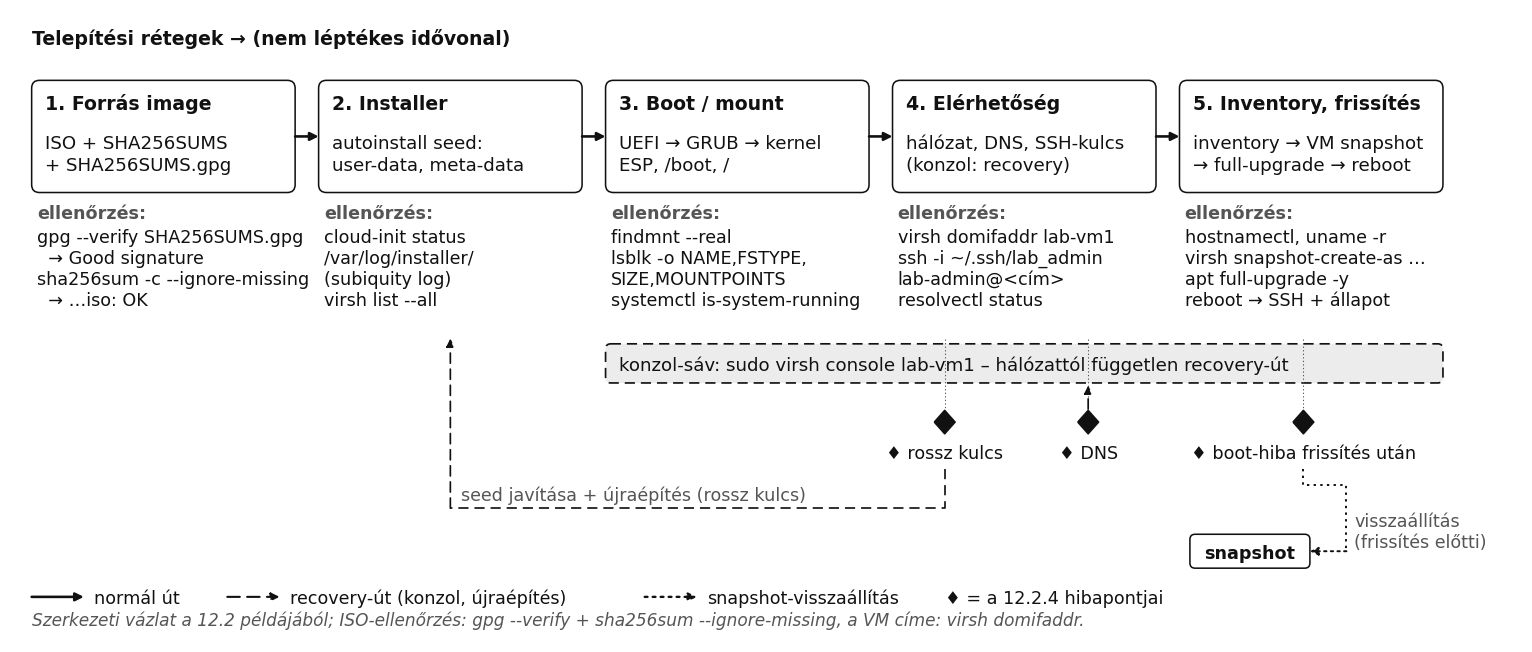 Telepítési rétegek → (nem léptékes idővonal)
1. Forrás image
ISO + SHA256SUMS
+ SHA256SUMS.gpg
2. Installer
autoinstall seed:
user-data, meta-data
3. Boot / mount
UEFI → GRUB → kernel
ESP, /boot, /
4. Elérhetőség
hálózat, DNS, SSH-kulcs
(konzol: recovery)
5. Inventory, frissítés
inventory → VM snapshot
→ full-upgrade → reboot
ellenőrzés:
gpg --verify SHA256SUMS.gpg
→ Good signature
sha256sum -c --ignore-missing
→ …iso: OK
ellenőrzés:
cloud-init status
/var/log/installer/
(subiquity log)
virsh list --all
ellenőrzés:
findmnt --real
lsblk -o NAME,FSTYPE,
SIZE,MOUNTPOINTS
systemctl is-system-running
ellenőrzés:
virsh domifaddr lab-vm1
ssh -i ~/.ssh/lab_admin
lab-admin@<cím>
resolvectl status
ellenőrzés:
hostnamectl, uname -r
virsh snapshot-create-as …
apt full-upgrade -y
reboot → SSH + állapot
konzol-sáv: sudo virsh console lab-vm1 – hálózattól független recovery-út
♦ rossz kulcs
♦ DNS
♦ boot-hiba frissítés után
seed javítása + újraépítés (rossz kulcs)
visszaállítás
(frissítés előtti)
snapshot
normál út
recovery-út (konzol, újraépítés)
snapshot-visszaállítás
♦ = a 12.2.4 hibapontjai
Szerkezeti vázlat a 12.2 példájából; ISO-ellenőrzés: gpg --verify + sha256sum --ignore-missing, a VM címe: virsh domifaddr.